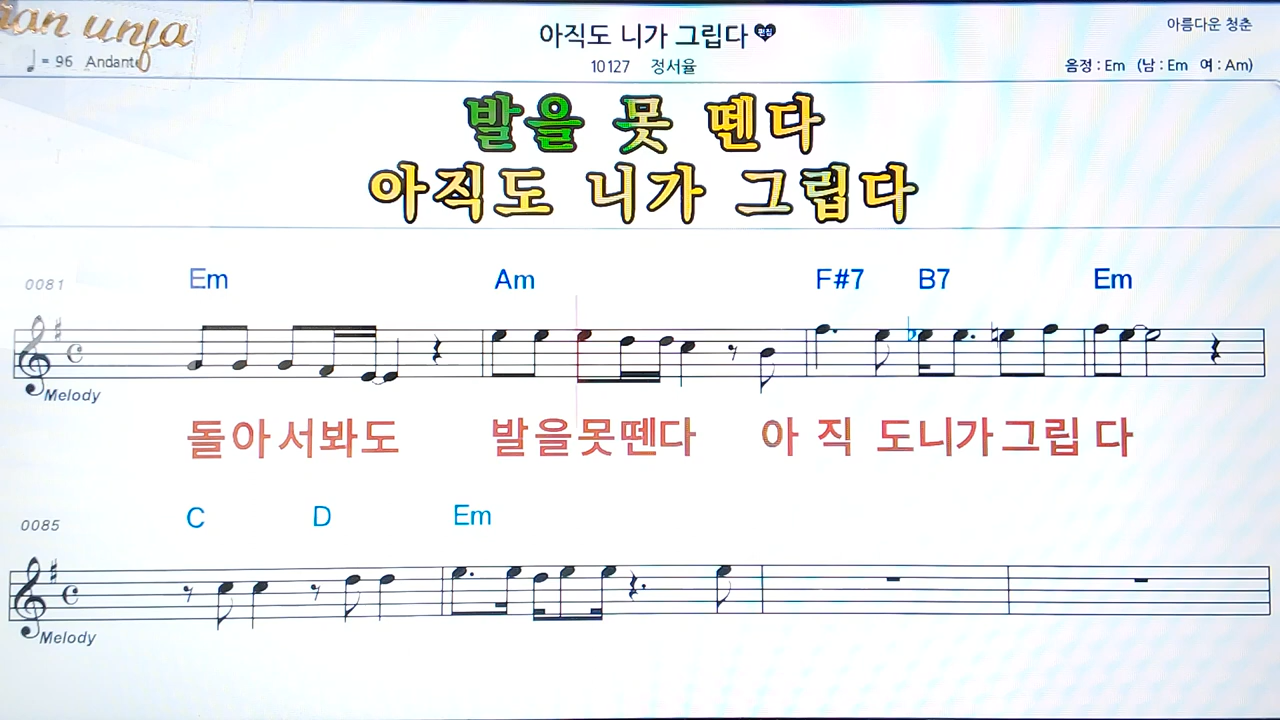 아직도 니가 그립다
편집
아름다운 청춘
♩ = 96 Andante
10127 정서율
음정 : Em (남 : Em 여 : Am)
발을 못 뗀다
아직도 니가 그립다
0081 Em Am F#7 B7 Em
Melody
돌아서봐도 발을못뗀다 아 직 도니가그립 다
0085 C D Em
Melody